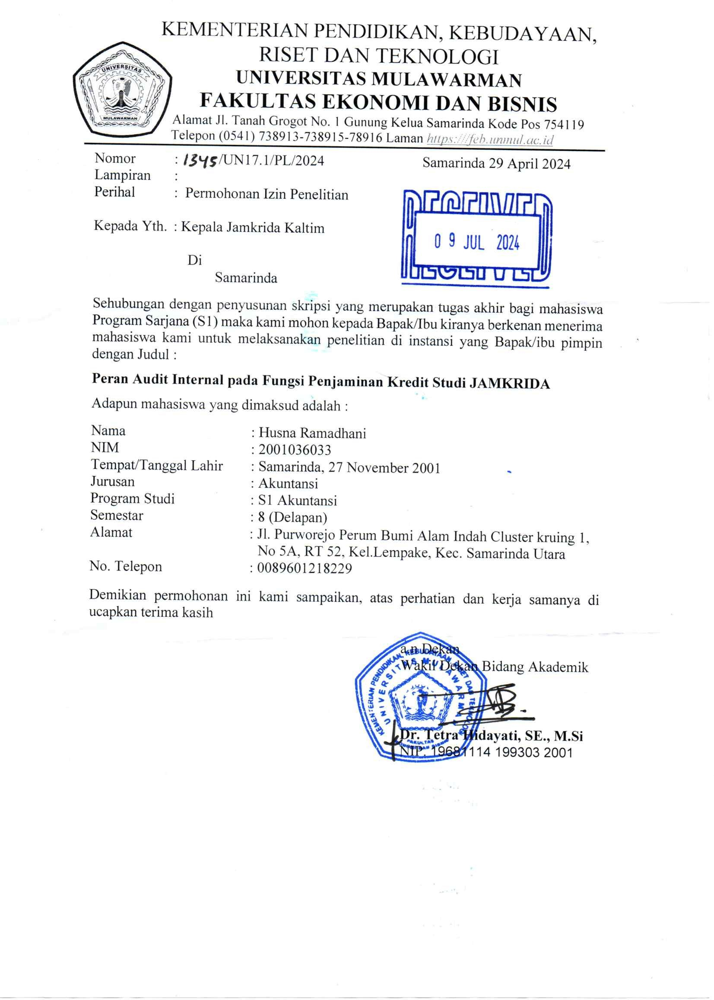 KEMENTERIAN PENDIDIKAN, KEBUDAYAAN,
RISET DAN TEKNOLOGI
UNIVERSITAS MULAWARMAN
FAKULTAS EKONOMI DAN BISNIS
Alamat Jl. Tanah Grogot No. 1 Gunung Kelua Samarinda Kode Pos 754119
Telepon (0541) 738913-738915-78916 Laman https:///feb.unmul.ac.id
UNIVERSITAS
MULAWARMAN
Nomor : 1345/UN17.1/PL/2024 Samarinda 29 April 2024
Lampiran :
Perihal : Permohonan Izin Penelitian
RECEIVED
Kepada Yth. : Kepala Jamkrida Kaltim
09 JUL 2024
Di
RECEIVED
Samarinda
Sehubungan dengan penyusunan skripsi yang merupakan tugas akhir bagi mahasiswa
Program Sarjana (S1) maka kami mohon kepada Bapak/Ibu kiranya berkenan menerima
mahasiswa kami untuk melaksanakan penelitian di instansi yang Bapak/ibu pimpin
dengan Judul :
Peran Audit Internal pada Fungsi Penjaminan Kredit Studi JAMKRIDA
Adapun mahasiswa yang dimaksud adalah :
Nama : Husna Ramadhani
NIM : 2001036033
Tempat/Tanggal Lahir : Samarinda, 27 November 2001
Jurusan : Akuntansi
Program Studi : S1 Akuntansi
Semestar : 8 (Delapan)
Alamat : Jl. Purworejo Perum Bumi Alam Indah Cluster kruing 1,
No 5A, RT 52, Kel.Lempake, Kec. Samarinda Utara
No. Telepon : 0089601218229
Demikian permohonan ini kami sampaikan, atas perhatian dan kerja samanya di
ucapkan terima kasih
a.n Dekan
Wakil Dekan Bidang Akademik
KEMENTERIAN PENDIDIKAN, KEBUDAYAAN, RISET DAN TEKNOLOGI
UNIVERSITAS MULAWARMAN
FAKULTAS
EKONOMI DAN BISNIS
Dr. Tetra Hidayati, SE., M.Si
NIP. 19681114 199303 2001